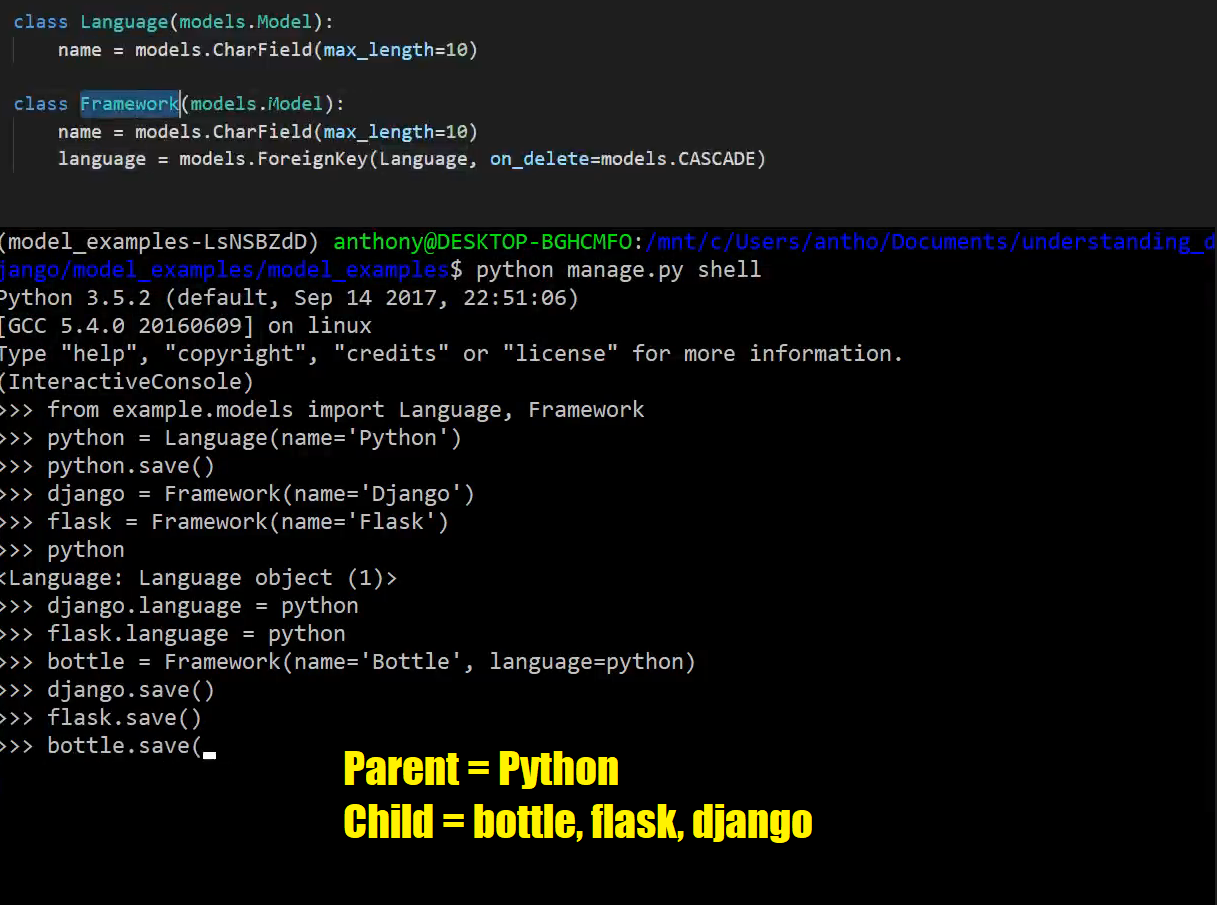 class Language(models.Model):
    name = models.CharField(max_length=10)
class Framework(models.Model):
    name = models.CharField(max_length=10)
    language = models.ForeignKey(Language, on_delete=models.CASCADE)
(model_examples-LsNSBZdD) anthony@DESKTOP-BGHCMFO:/mnt/c/Users/antho/Documents/understanding_d
jango/model_examples/model_examples$ python manage.py shell
Python 3.5.2 (default, Sep 14 2017, 22:51:06)
[GCC 5.4.0 20160609] on linux
Type "help", "copyright", "credits" or "license" for more information.
(InteractiveConsole)
>>> from example.models import Language, Framework
>>> python = Language(name='Python')
>>> python.save()
>>> django = Framework(name='Django')
>>> flask = Framework(name='Flask')
>>> python
<Language: Language object (1)>
>>> django.language = python
>>> flask.language = python
>>> bottle = Framework(name='Bottle', language=python)
>>> django.save()
>>> flask.save()
>>> bottle.save(
Parent = Python
Child = bottle, flask, django